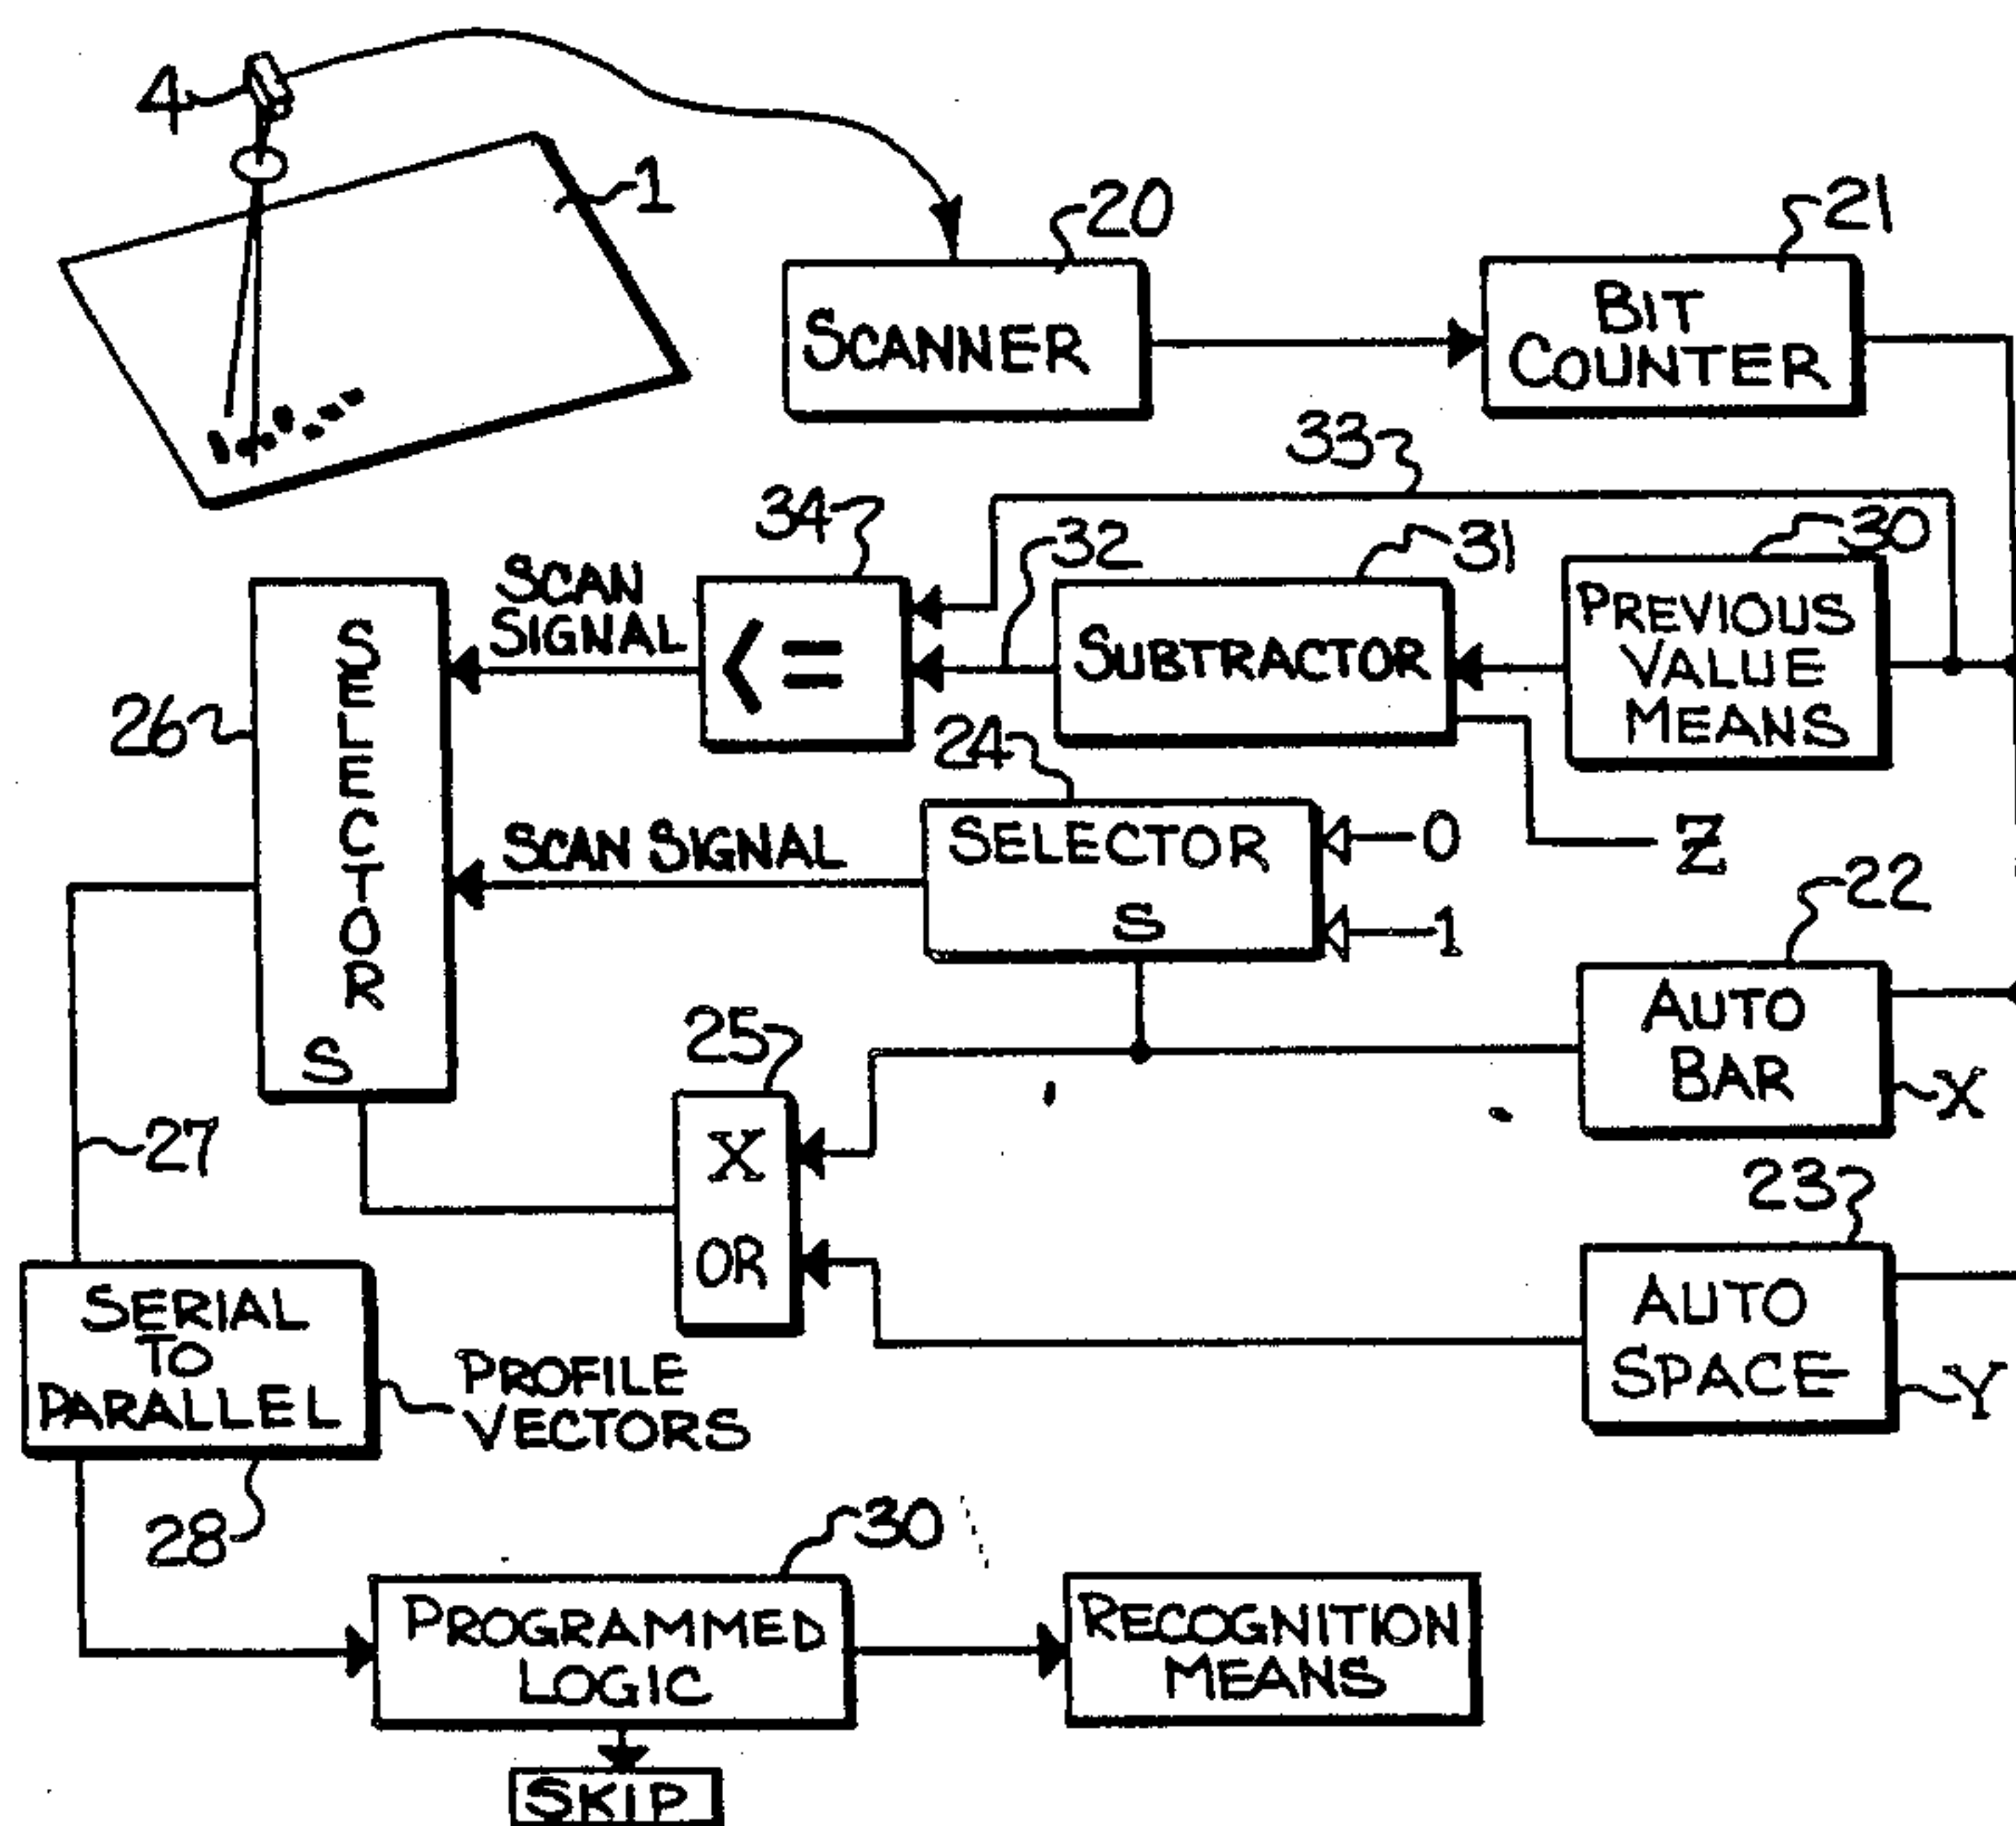 4
1
20
21
SCANNER
BIT
COUNTER
33
34
32
31
30
SCAN
SIGNAL
< =
SUBTRACTOR
PREVIOUS
VALUE
MEANS
26
SELECTOR
S
24
SCAN SIGNAL
SELECTOR
S
0
1
Z
22
AUTO
BAR
X
25
X
OR
27
23
AUTO
SPACE
Y
SERIAL
TO
PARALLEL
PROFILE
VECTORS
28
30
PROGRAMMED
LOGIC
RECOGNITION
MEANS
SKIP